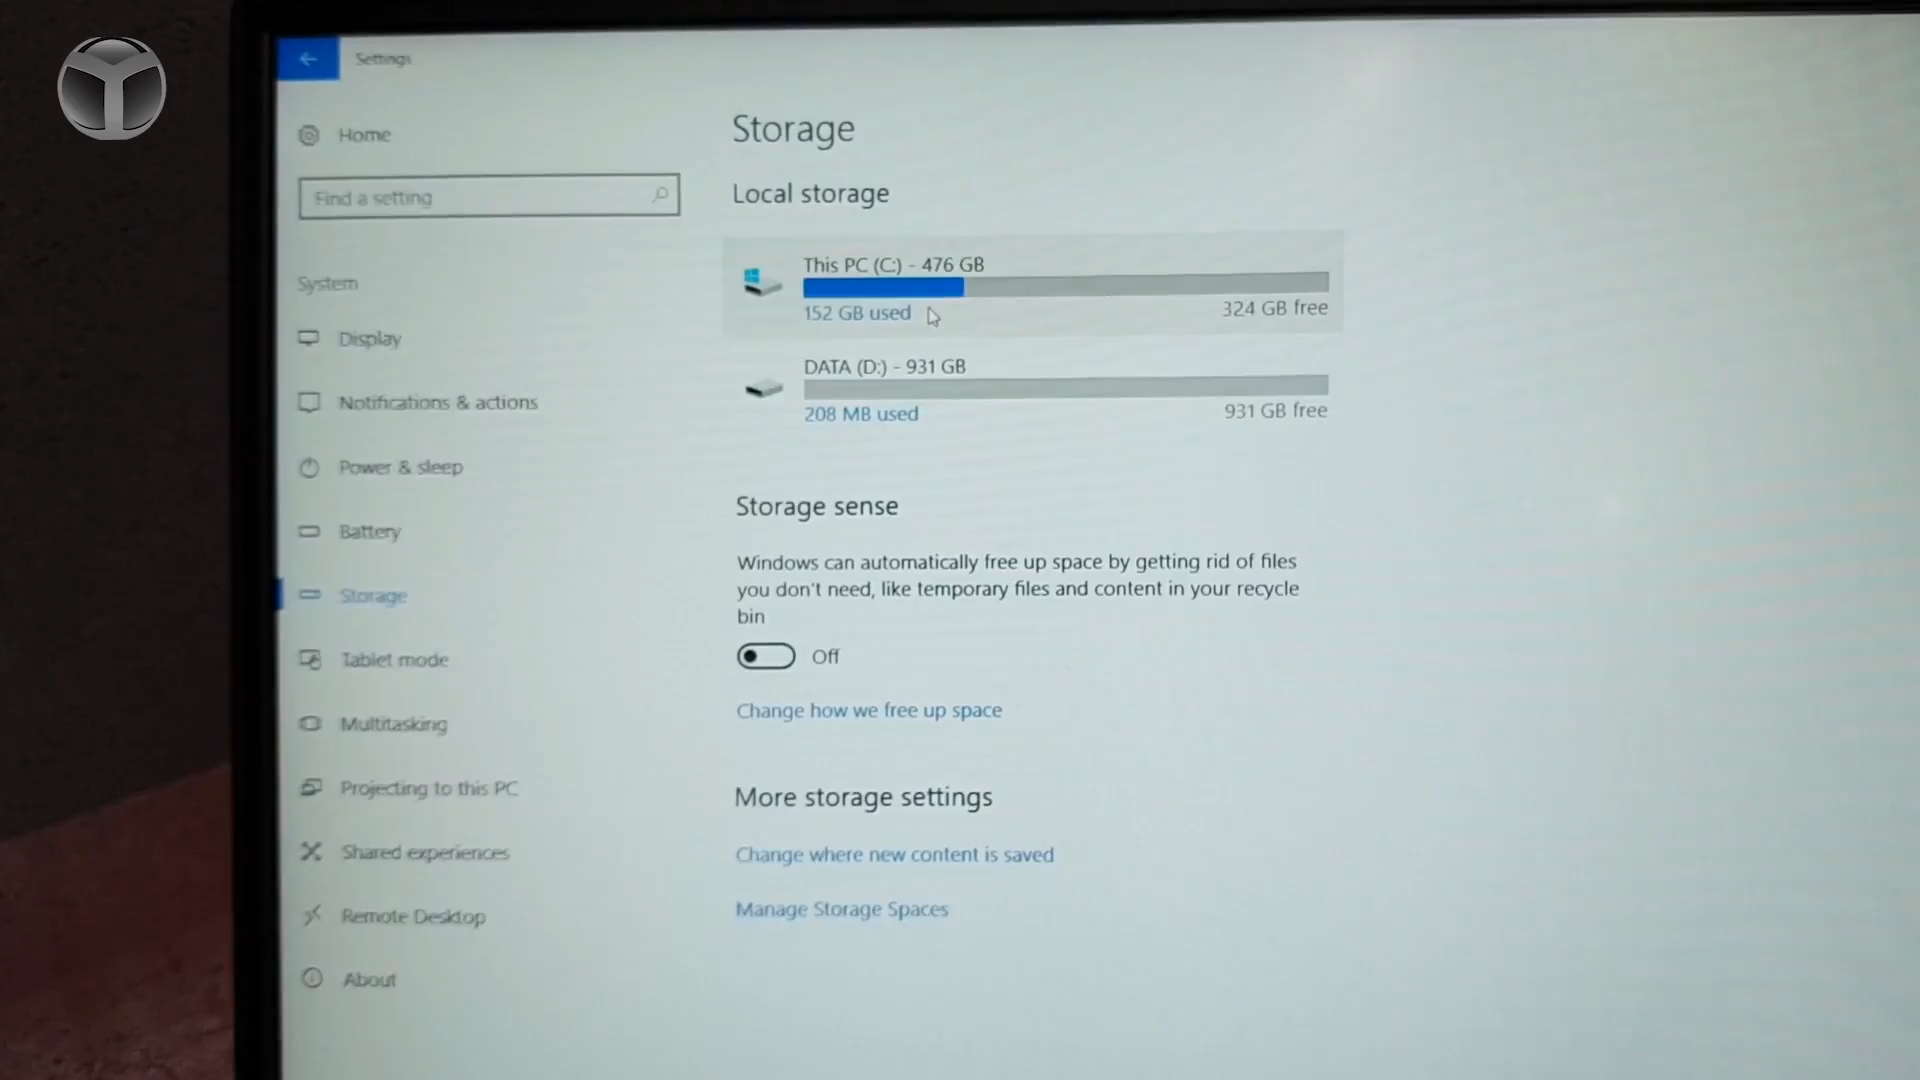 Settings
Home
Find a setting
System
Display
Notifications & actions
Power & sleep
Battery
Storage
Tablet mode
Multitasking
Projecting to this PC
Shared experiences
Remote Desktop
About
Storage
Local storage
This PC (C:) - 476 GB
152 GB used
324 GB free
DATA (D:) - 931 GB
208 MB used
931 GB free
Storage sense
Windows can automatically free up space by getting rid of files
you don't need, like temporary files and content in your recycle
bin
Off
Change how we free up space
More storage settings
Change where new content is saved
Manage Storage Spaces